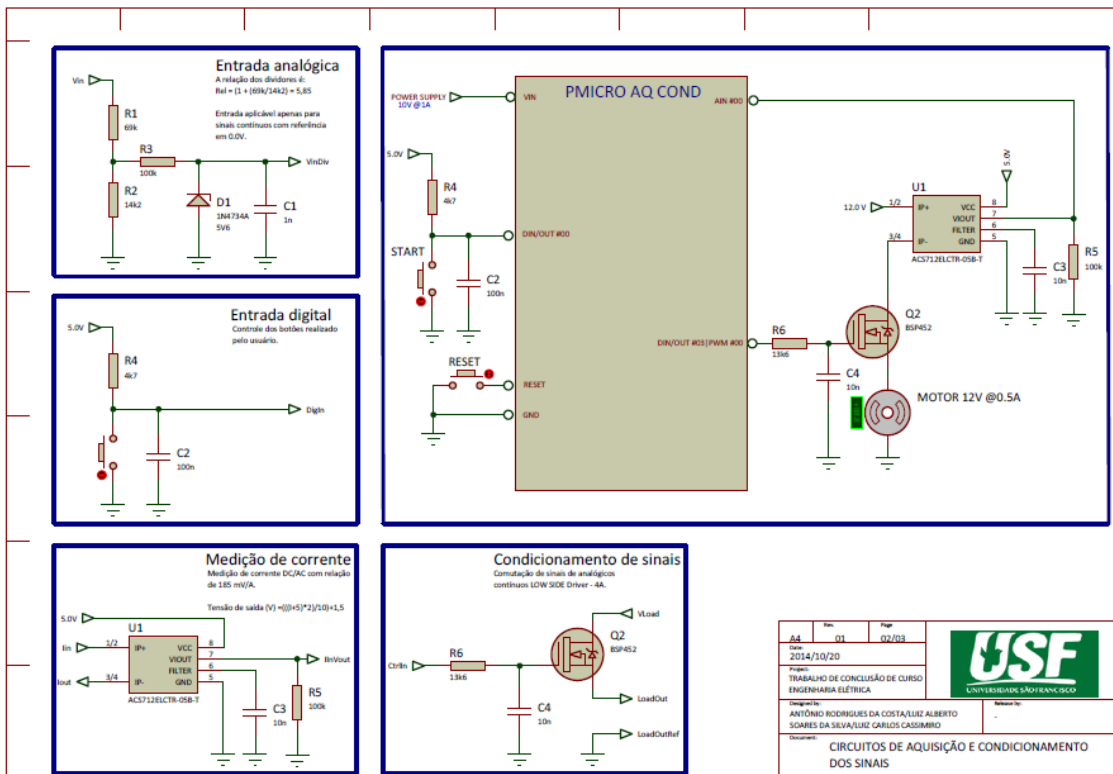 Entrada analógica
A relação dos divisores é:
Rel = (1 + (69k/14k2) = 5,85
Entrada aplicável apenas para
sinais contínuos com referência
em 0.0V.
Vin
R1
69k
R3
100k
VinDiv
R2
14k2
D1
1N4734A
5V6
C1
1n
Entrada digital
Controle dos botões realizado
pelo usuário.
5.0V
R4
4k7
DigIn
C2
100n
Medição de corrente
Medição de corrente DC/AC com relação
de 185 mV/A.
Tensão de saída (V) =(((I+5)*2)/10)+1,5
5.0V
U1
Iin
1/2
IP+
VCC
8
VIOUT
7
IInVout
FILTER
6
Iout
3/4
IP-
GND
5
ACS712ELCTR-05B-T
C3
10n
R5
100k
PMICRO AQ COND
POWER SUPPLY
10V @1A
VIN
AIN #00
5.0V
R4
4k7
DIN/OUT #00
START
C2
100n
RESET
RESET
GND
DIN/OUT #03|PWM #00
R6
13k6
C4
10n
5.0V
U1
12.0 V
1/2
IP+
VCC
8
VIOUT
7
FILTER
6
3/4
IP-
GND
5
ACS712ELCTR-05B-T
C3
10n
R5
100k
Q2
BSP452
MOTOR 12V @0.5A
Condicionamento de sinais
Comutação de sinais de analógicos
contínuos LOW SIDE Driver - 4A.
VLoad
Q2
BSP452
CtrlIn
R6
13k6
C4
10n
LoadOut
LoadOutRef
A4
Rev.
01
Page
02/03
Date:
2014/10/20
Project:
TRABALHO DE CONCLUSÃO DE CURSO
ENGENHARIA ELÉTRICA
USF
UNIVERSIDADE SÃO FRANCISCO
Designed by:
ANTÔNIO RODRIGUES DA COSTA/LUIZ ALBERTO
SOARES DA SILVA/LUIZ CARLOS CASSIMIRO
Release by:
-
Document:
CIRCUITOS DE AQUISIÇÃO E CONDICIONAMENTO
DOS SINAIS